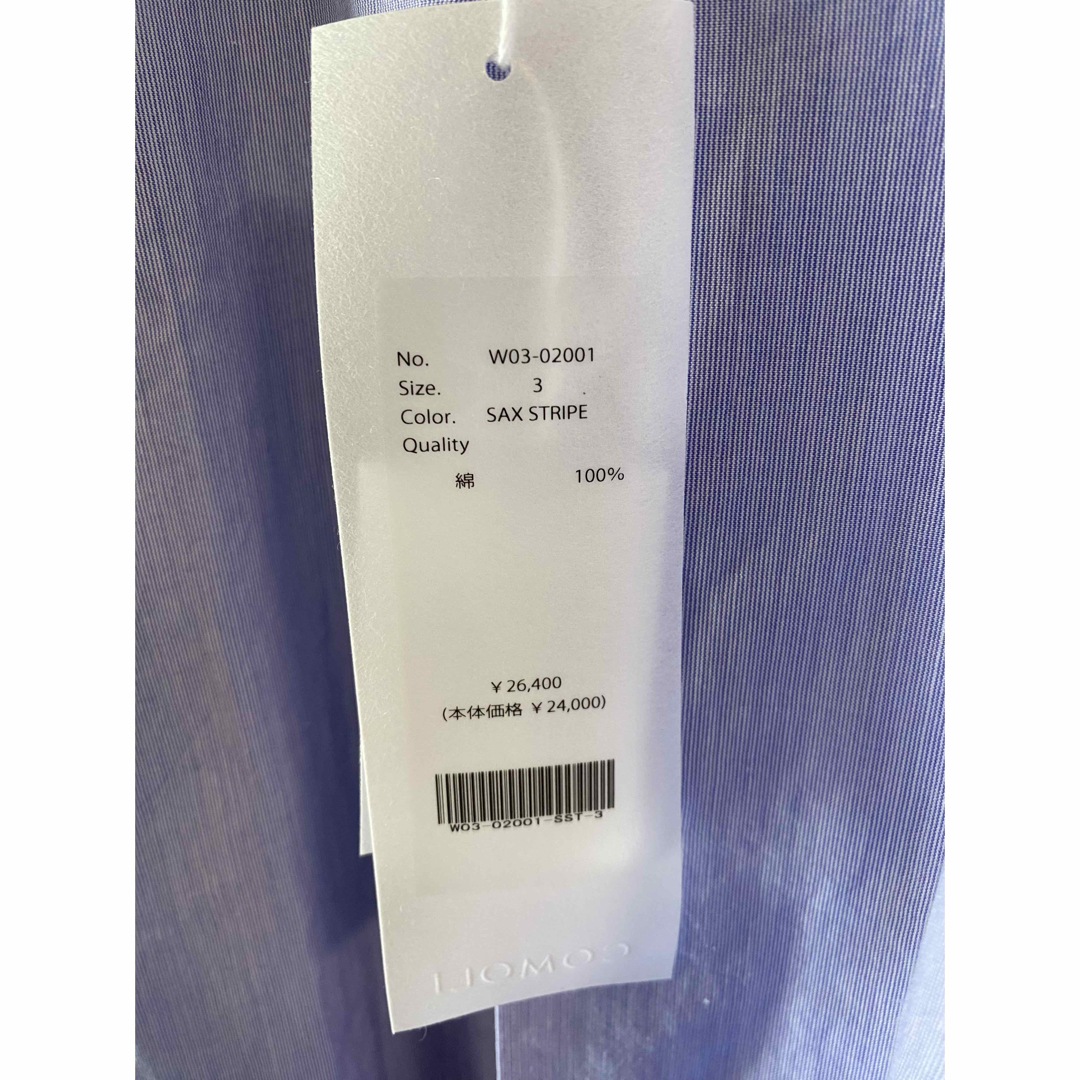 No. W03-02001
Size. 3
Color. SAX STRIPE
Quality
綿 100%
￥26,400
(本体価格 ￥24,000)
W03-02001-SST-3
COMOLI